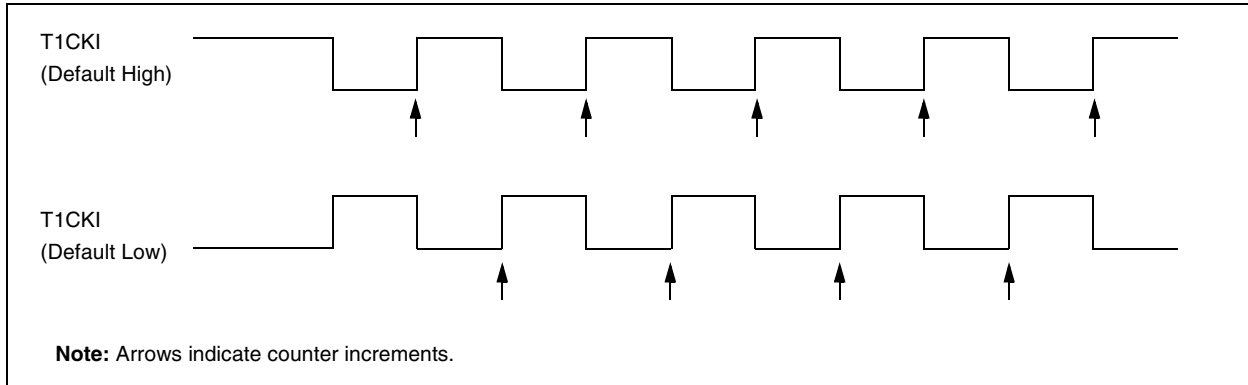 T1CKI
(Default High)
T1CKI
(Default Low)
Note: Arrows indicate counter increments.